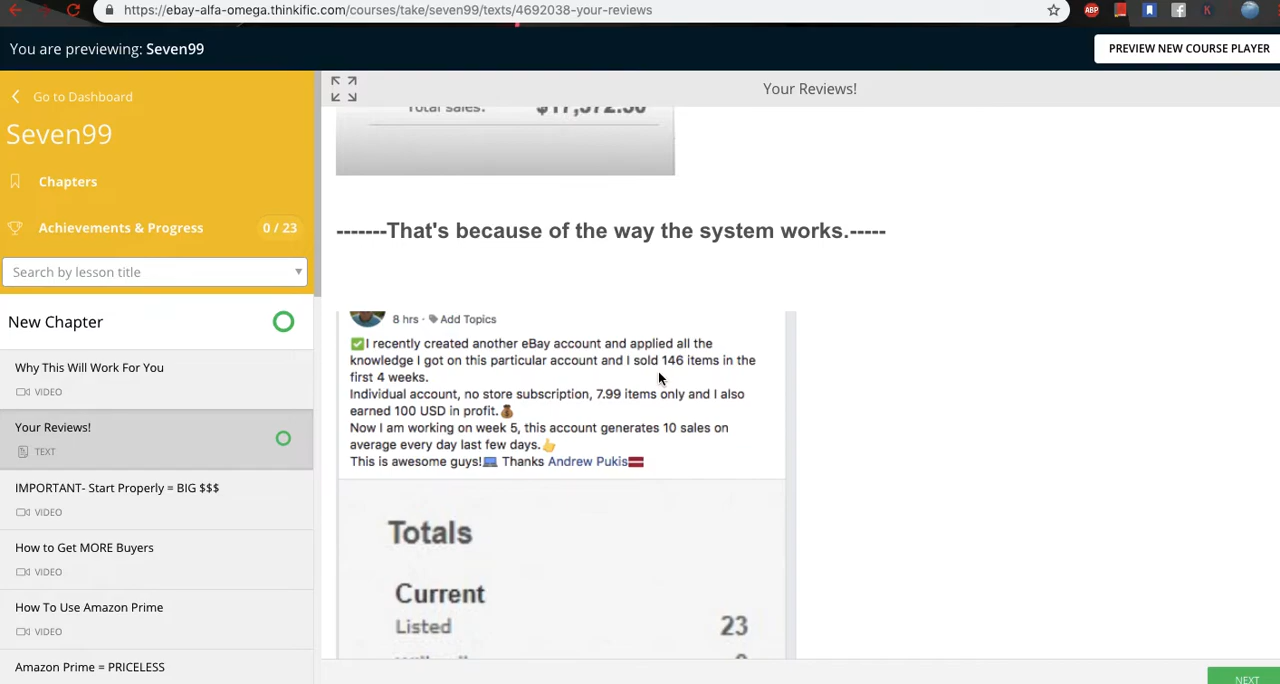 https://ebay-alfa-omega.thinkific.com/courses/take/seven99/texts/4692038-your-reviews
ABP
K
You are previewing: Seven99
PREVIEW NEW COURSE PLAYER
Go to Dashboard
Seven99
Chapters
Achievements & Progress 0 / 23
Search by lesson title
New Chapter
Why This Will Work For You
VIDEO
Your Reviews!
TEXT
IMPORTANT- Start Properly = BIG $$$
VIDEO
How to Get MORE Buyers
VIDEO
How To Use Amazon Prime
VIDEO
Amazon Prime = PRICELESS
Your Reviews!
Total sales:
-------That's because of the way the system works.-----
8 hrs · Add Topics
✅I recently created another eBay account and applied all the
knowledge I got on this particular account and I sold 146 items in the
first 4 weeks.
Individual account, no store subscription, 7.99 items only and I also
earned 100 USD in profit.💰
Now I am working on week 5, this account generates 10 sales on
average every day last few days.👍
This is awesome guys!💻 Thanks Andrew Pukis🇱🇻
Totals
Current
Listed 23
NEXT